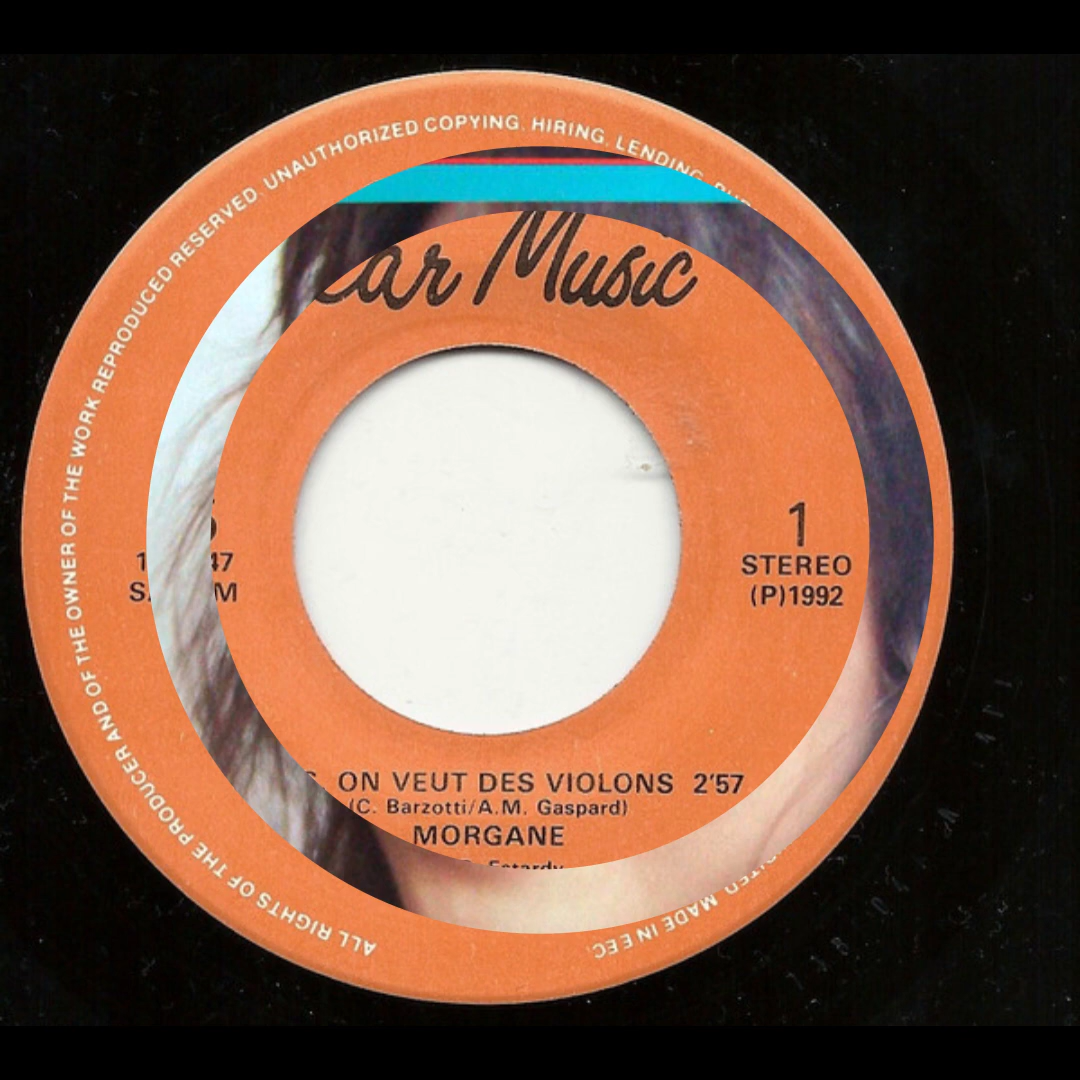 ALL RIGHTS OF THE PRODUCER AND OF THE OWNER OF THE WORK REPRODUCED RESERVED. UNAUTHORIZED COPYING. HIRING. LENDING.
MADE IN EEC.
Music
1
STEREO
(P)1992
ON VEUT DES VIOLONS 2'57
(C. Barzotti/A.M. Gaspard)
MORGANE